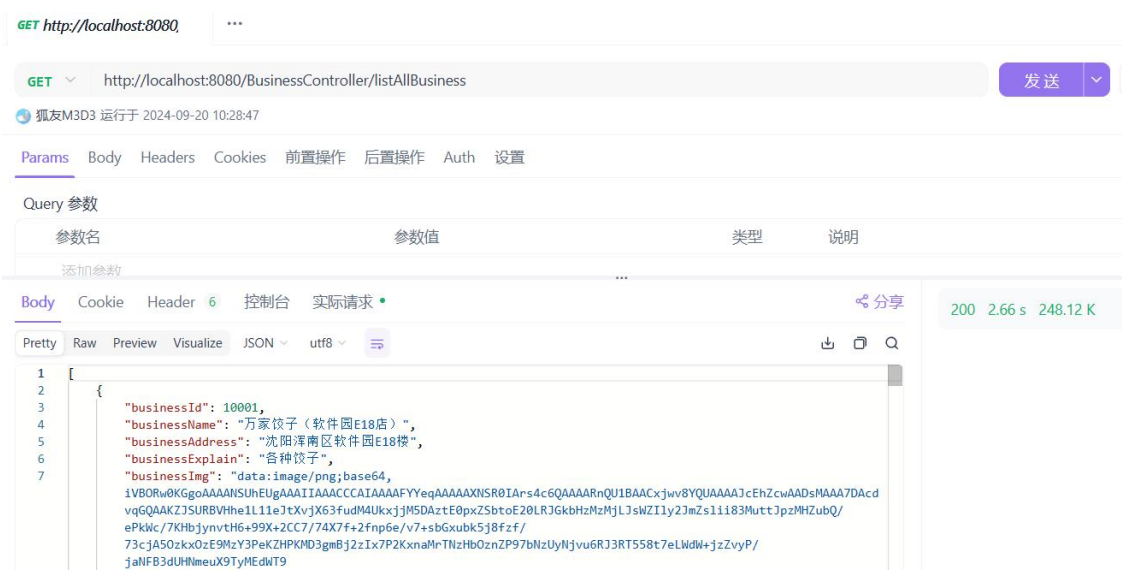 GET http://localhost:8080, ...
GET http://localhost:8080/BusinessController/listAllBusiness 发送
狐友M3D3 运行于 2024-09-20 10:28:47
Params Body Headers Cookies 前置操作 后置操作 Auth 设置
Query 参数
参数名 参数值 类型 说明
添加参数
Body Cookie Header 6 控制台 实际请求 分享 200 2.66 s 248.12 K
Pretty Raw Preview Visualize JSON utf8
1 [
2 {
3 "businessId": 10001,
4 "businessName": "万家饺子（软件园E18店）",
5 "businessAddress": "沈阳浑南区软件园E18楼",
6 "businessExplain": "各种饺子",
7 "businessImg": "data:image/png;base64,
iVBORw0KGgoAAAANSUhEUgAAAIIAAACCCAIAAAAFYYeqAAAAAXNSR0IArs4c6QAAAARnQU1BAACxjwv8YQUAAAAJcEhZcwAADsMAAA7DAcd
vqGQAAKZJSURBVHhe1L11eJtXvjX63fudM4UkxjjM5DAztE0pxZSbtoE20LRJGkbHzMzMjLJsWZIly2JmZslii83MuttJpzMHZubQ/
ePkWc/7KHbjynvtH6+99X+2CC7/74X7f+2fnp6e/v7+sbGxubk5j8fzf/
73cjA5OzkxOzE9MzY3PeKZHPKMD3gmBj2zIx7P2KxnaMrTNzHbOznZP97bNzUyNjvu6RJ3RT558t7eLWdW+jzZvyP/
jaNFB3dUHNmeuX9TyMEdWT9